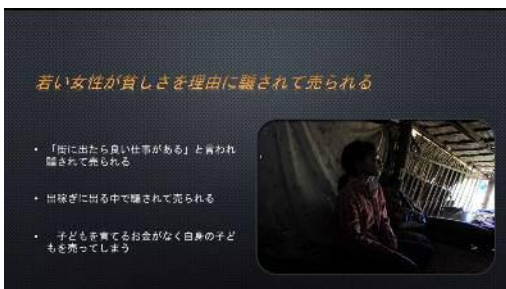 若い女性が貧しさを理由に騙されて売られる
• 「街に出たら良い仕事がある」と言われ
騙されて売られる
• 出稼ぎに出る中で騙されて売られる
• 子どもを育てるお金がなく自身の子ど
もを売ってしまう